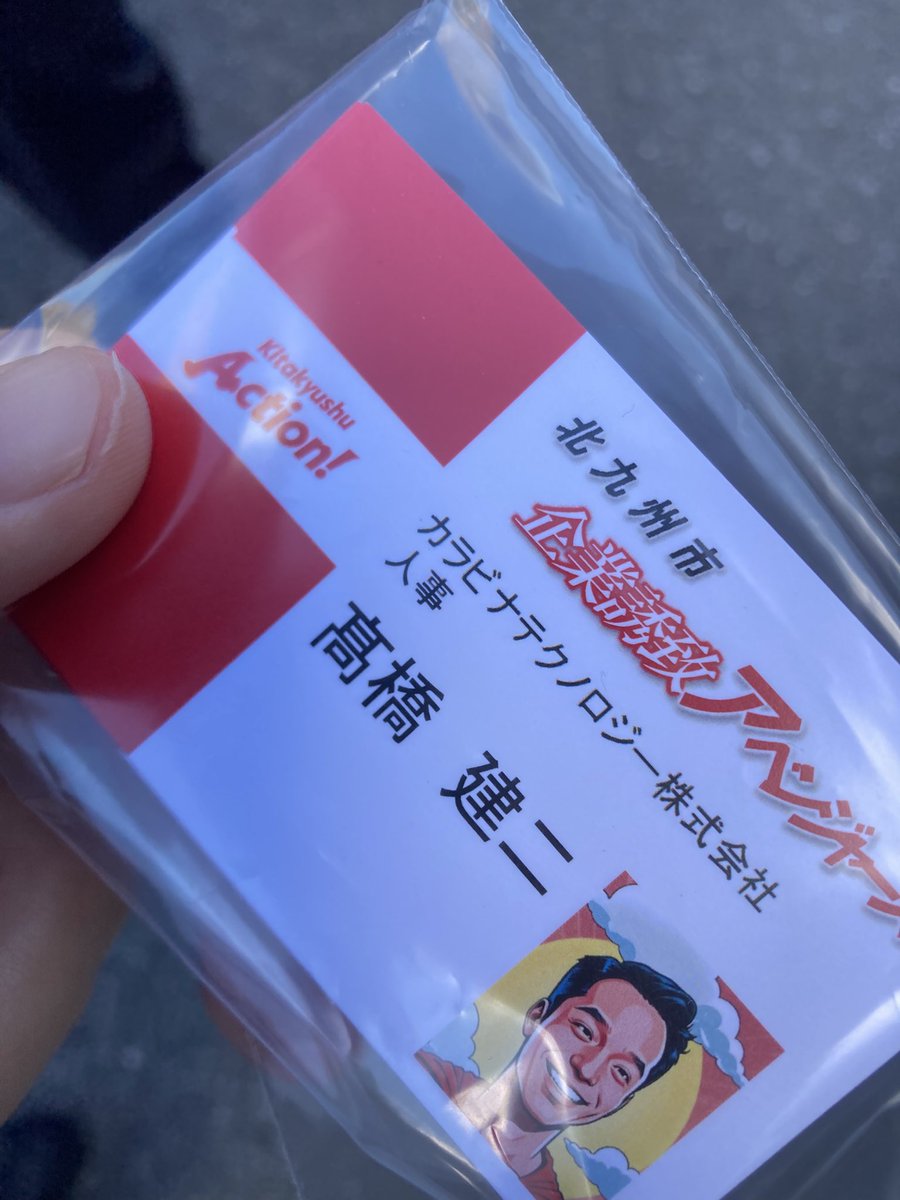 Kitakyushu
Action!
北九州市
企業誘致アベンジャーズ
カラビナテクノロジー株式会社
人事
髙橋 建二